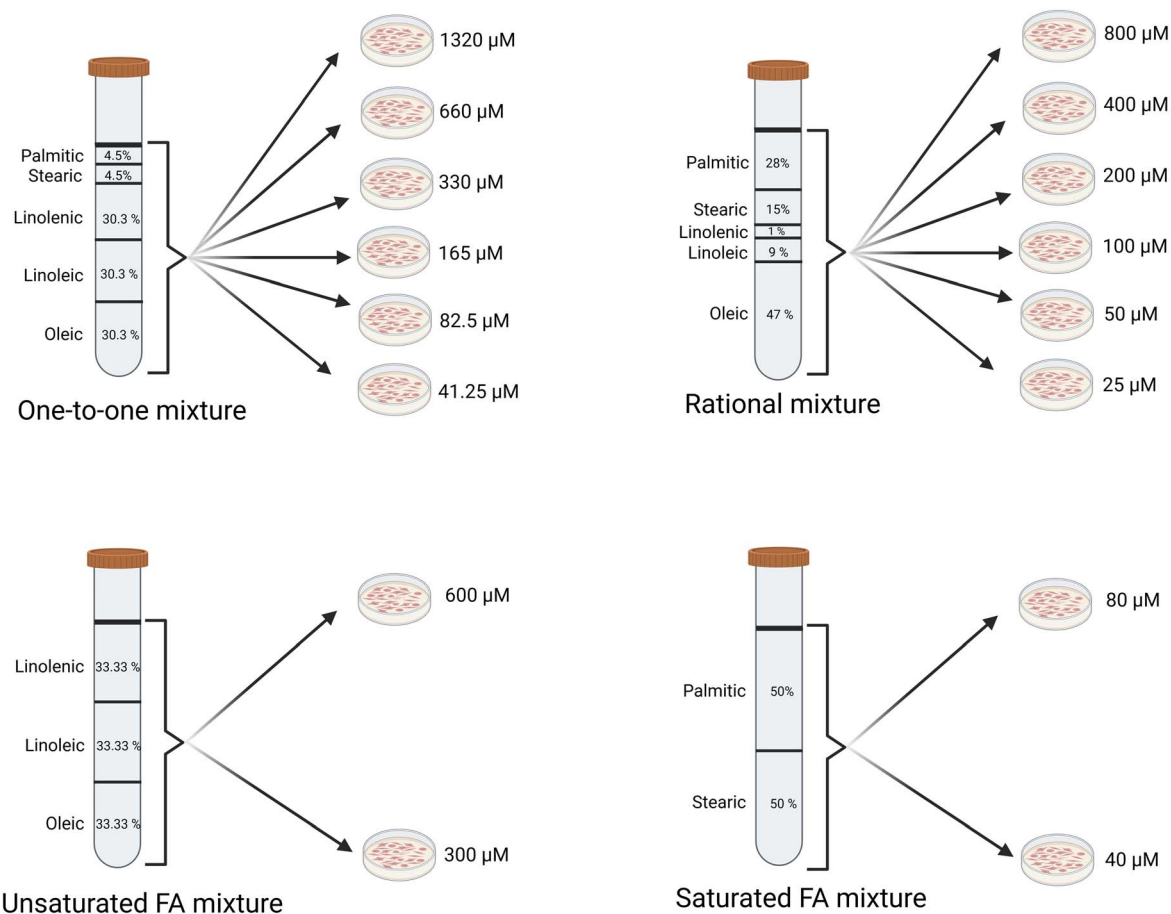 1320 µM
660 µM
330 µM
165 µM
82.5 µM
41.25 µM
Palmitic 4.5%
Stearic 4.5%
Linolenic 30.3 %
Linoleic 30.3 %
Oleic 30.3 %
One-to-one mixture
800 µM
400 µM
200 µM
100 µM
50 µM
25 µM
Palmitic 28%
Stearic 15%
Linolenic 1 %
Linoleic 9 %
Oleic 47 %
Rational mixture
600 µM
300 µM
Linolenic 33.33 %
Linoleic 33.33 %
Oleic 33.33 %
Unsaturated FA mixture
80 µM
40 µM
Palmitic 50%
Stearic 50 %
Saturated FA mixture